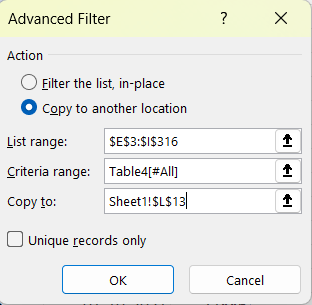 Advanced Filter ?
Action
Filter the list, in-place
Copy to another location
List range: $E$3:$I$316
Criteria range: Table4[#All]
Copy to: Sheet1!$L$13
Unique records only
OK Cancel